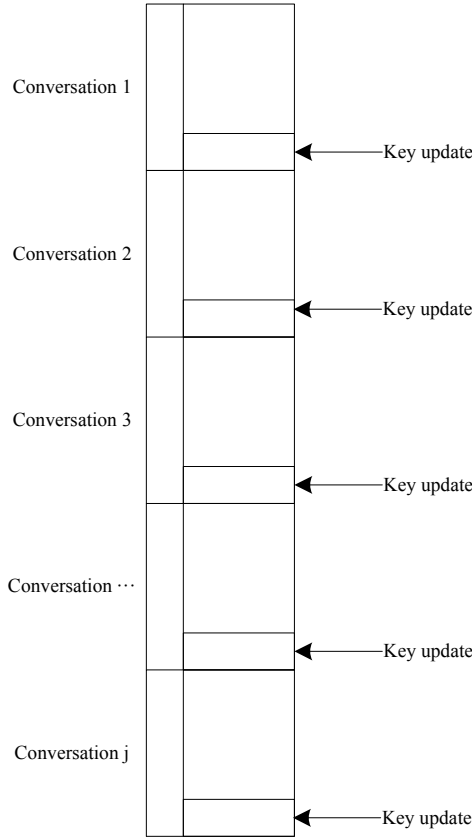 Conversation 1
Key update
Conversation 2
Key update
Conversation 3
Key update
Conversation ···
Key update
Conversation j
Key update